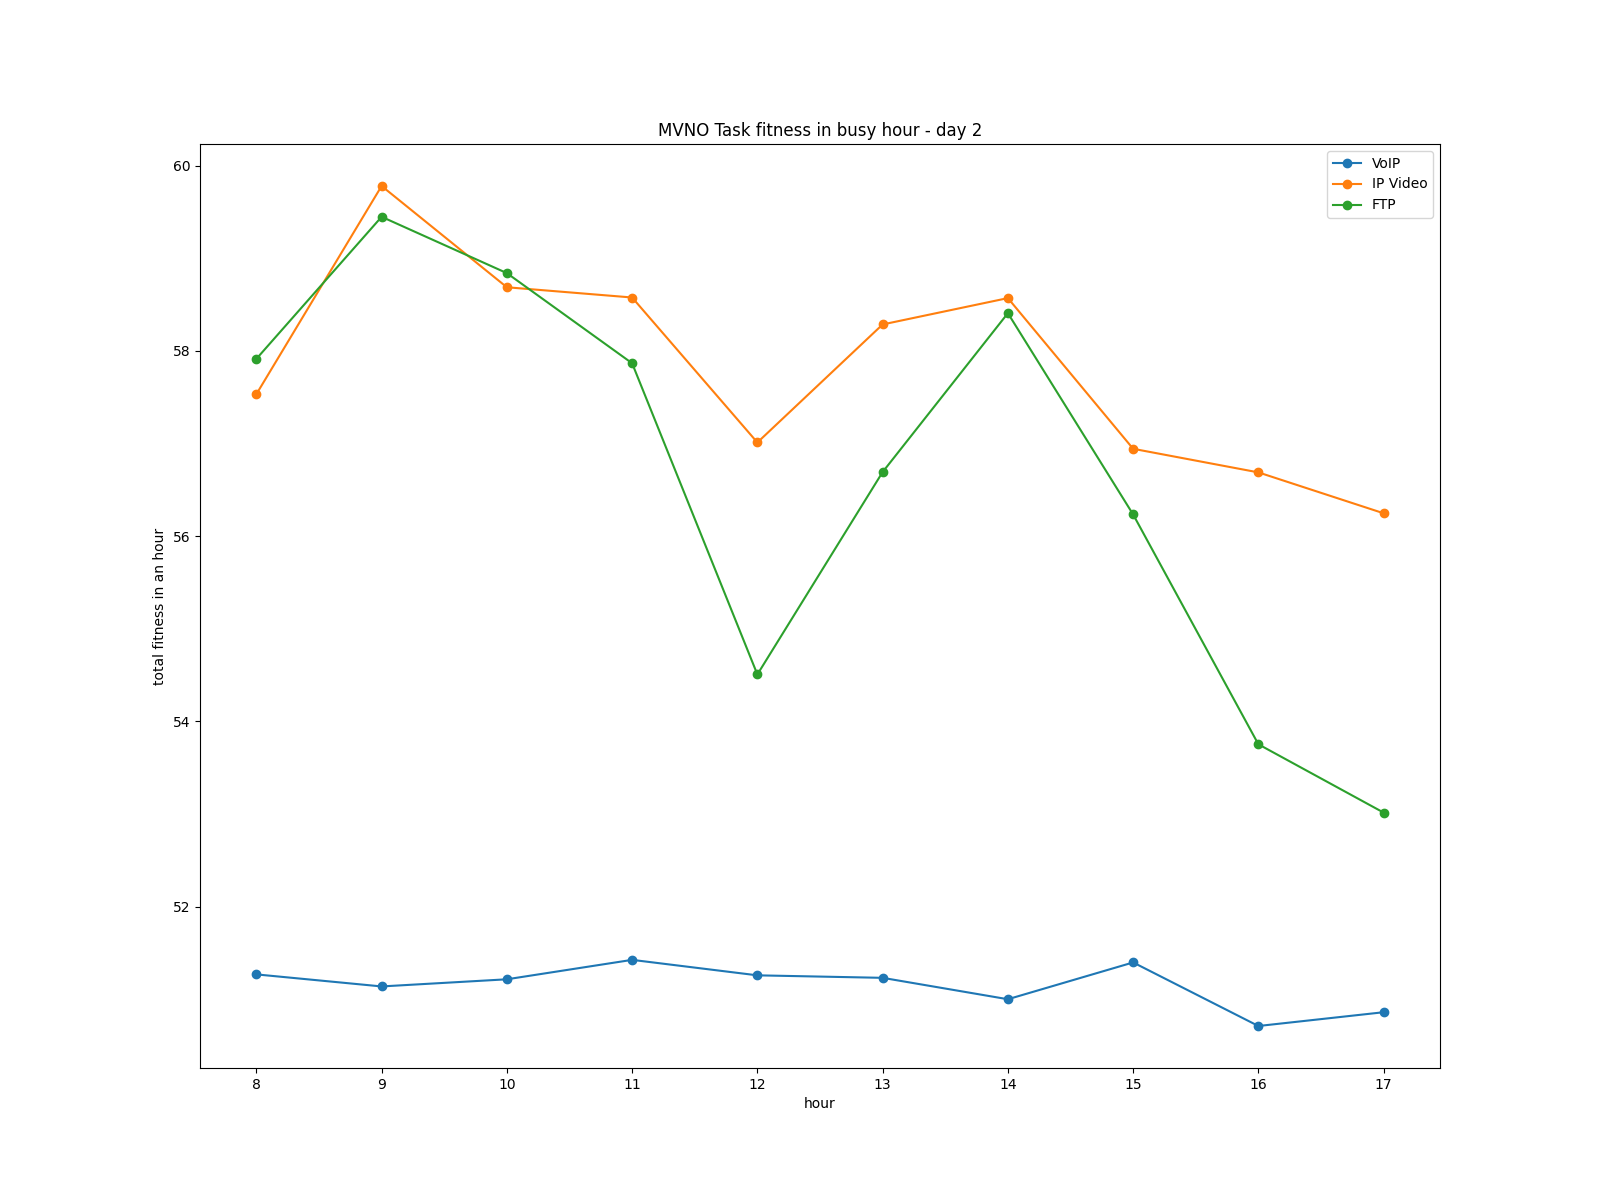 MVNO Task fitness in busy hour - day 2
VoIP
IP Video
FTP
total fitness in an hour
60
58
56
54
52
8 9 10 11 12 13 14 15 16 17
hour